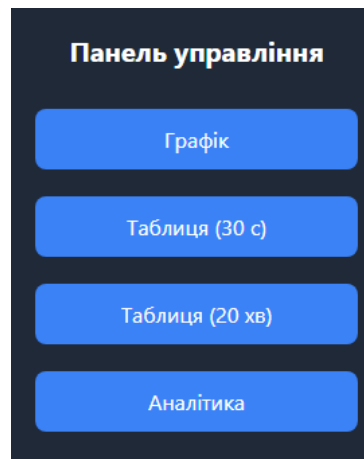 Панель управління
Графік
Таблиця (30 с)
Таблиця (20 хв)
Аналітика